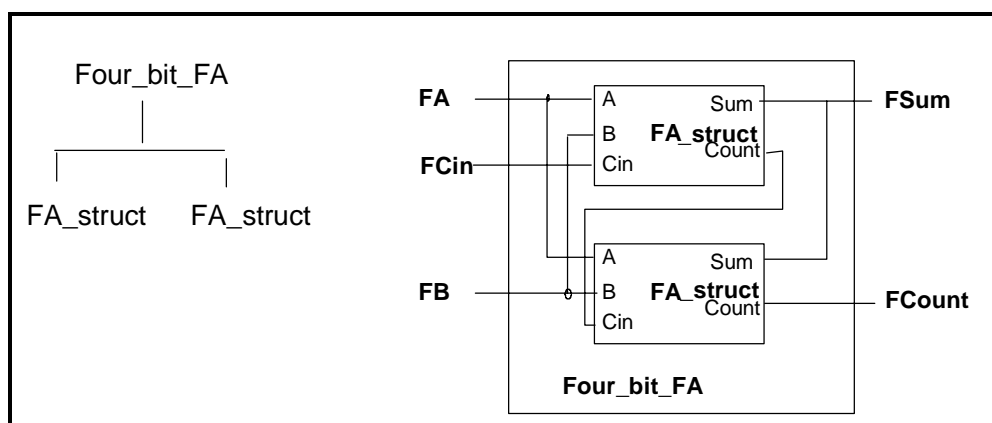 Four_bit_FA
FA_struct FA_struct
FA
FCin
FB
A
B
Cin
Sum
FA_struct
Count
A
B
Cin
Sum
FA_struct
Count
FSum
FCount
Four_bit_FA